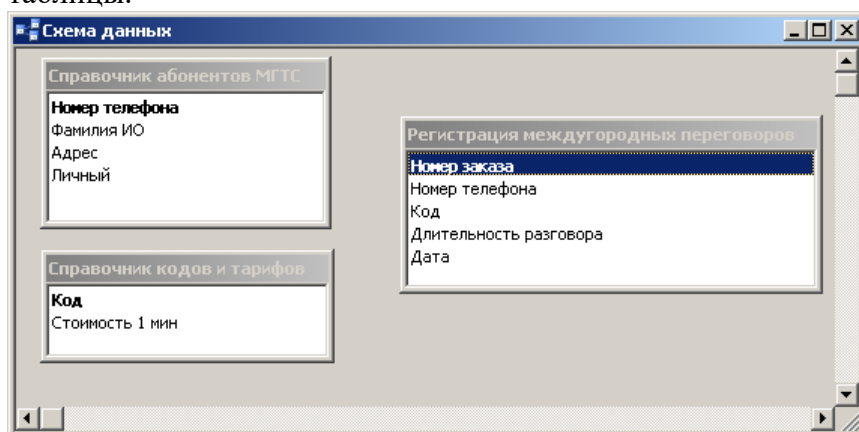 таблицы.
Схема данных
Справочник абонентов МГТС
Номер телефона
Фамилия ИО
Адрес
Личный
Регистрация междугородных переговоров
Номер заказа
Номер телефона
Код
Длительность разговора
Дата
Справочник кодов и тарифов
Код
Стоимость 1 мин